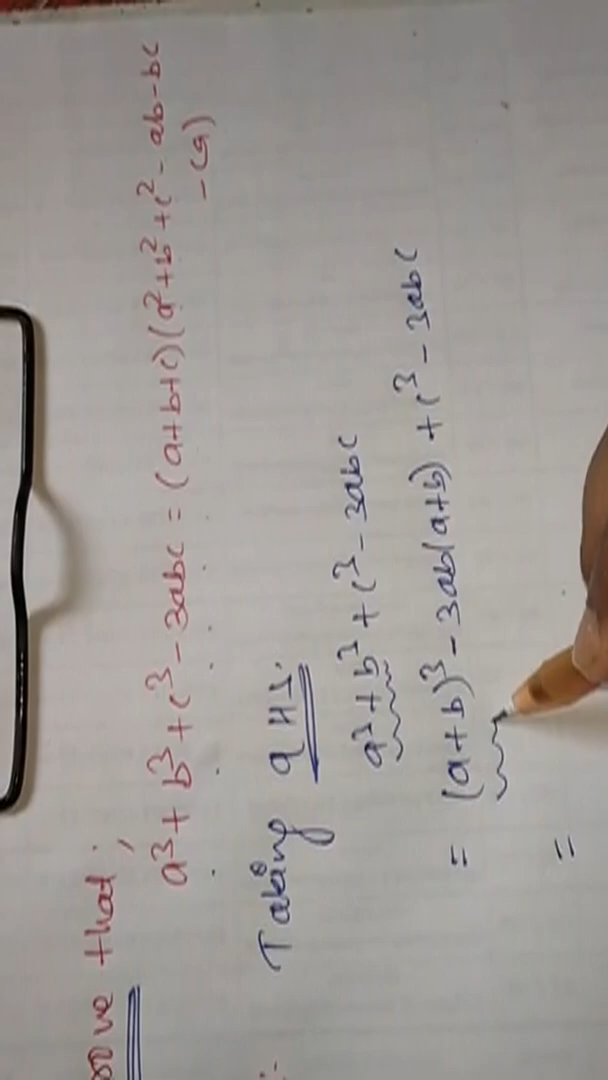 rove that;
a³ + b³ + c³ - 3abc = (a+b+c)(a²+b²+c² - ab-bc
-ca)
Taking LHS.
a³ + b³ + c³ - 3abc
= (a+b)³ - 3ab(a+b) + c³ - 3abc
=